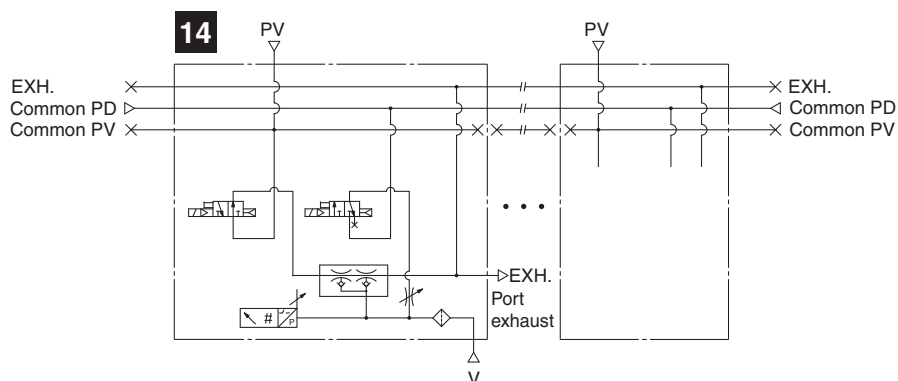 14
PV
PV
EXH.
EXH.
Common PD
Common PD
Common PV
Common PV
EXH.
Port
exhaust
#
P
V